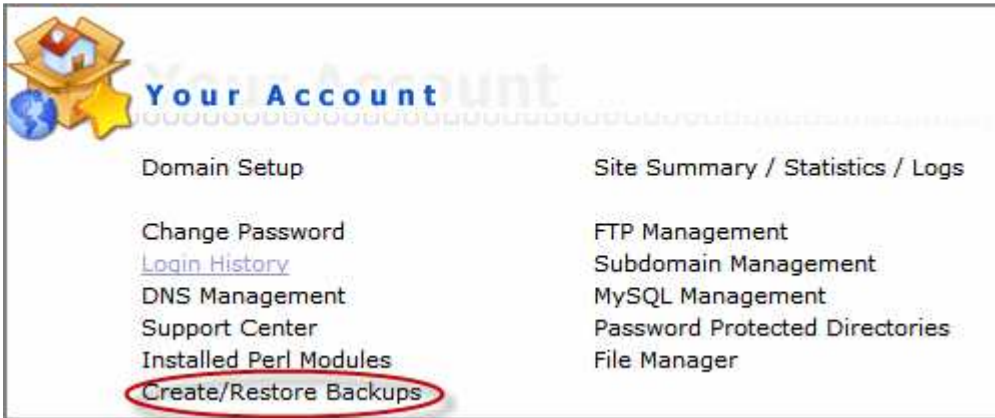 Your Account
Domain Setup
Site Summary / Statistics / Logs
Change Password
FTP Management
Login History
Subdomain Management
DNS Management
MySQL Management
Support Center
Password Protected Directories
Installed Perl Modules
File Manager
Create/Restore Backups